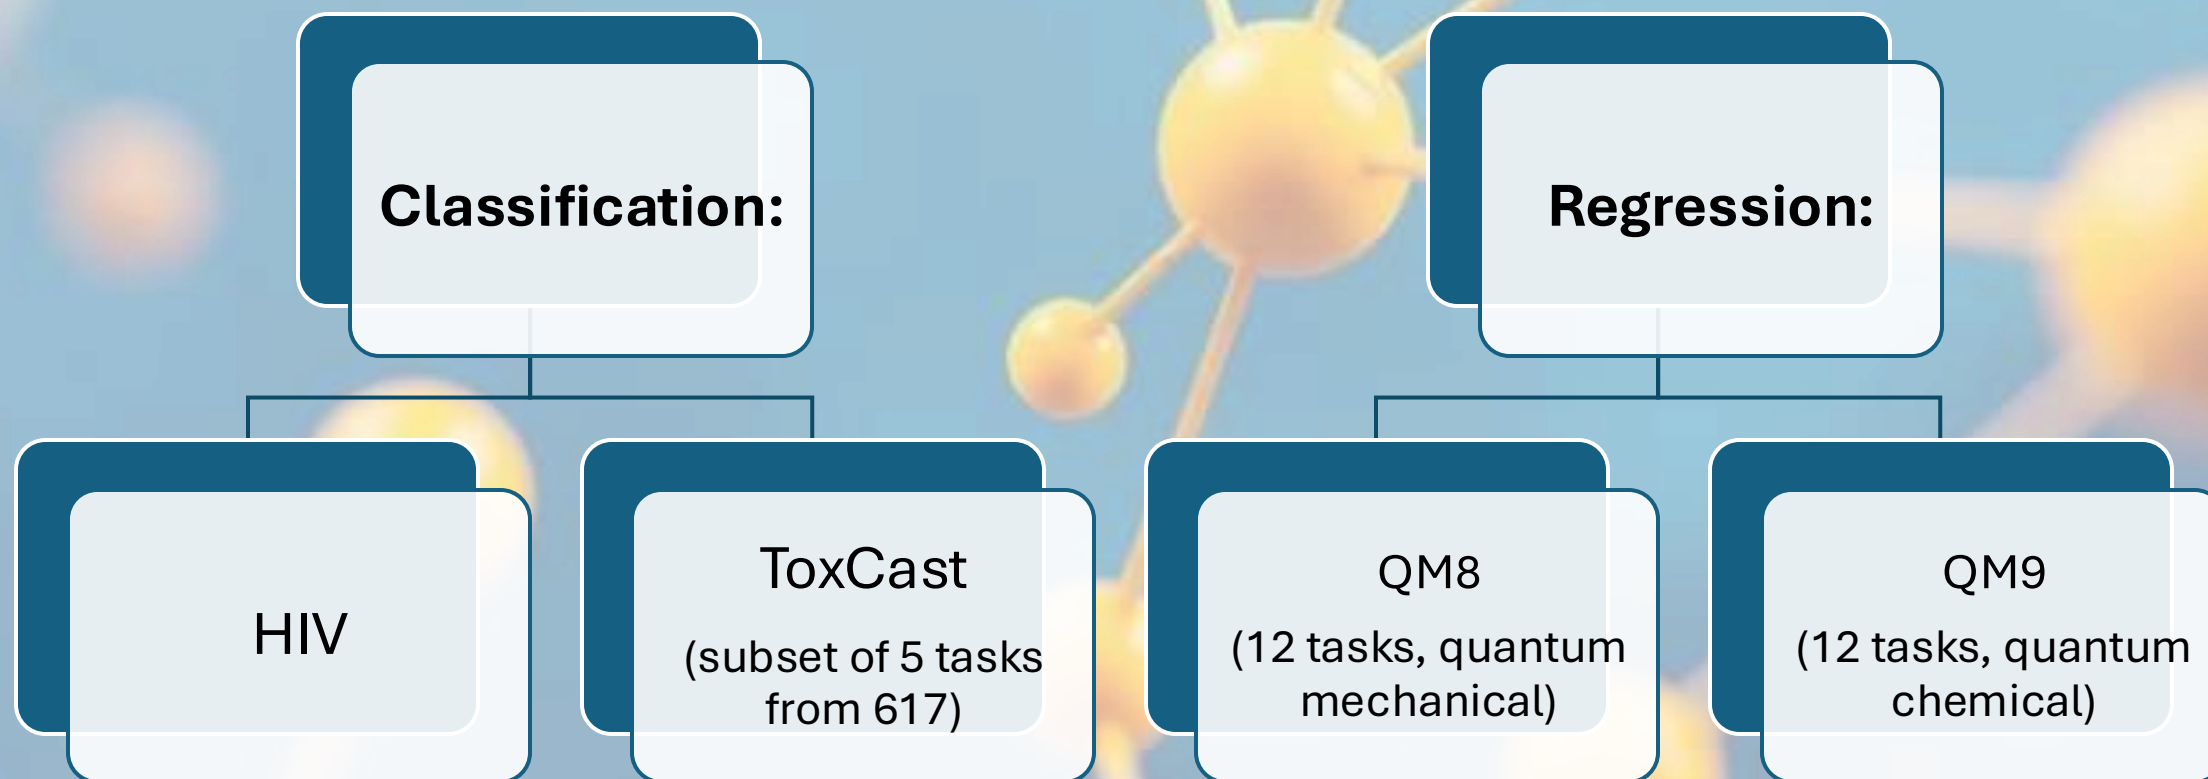 Classification:
Regression:
HIV
ToxCast
(subset of 5 tasks
from 617)
QM8
(12 tasks, quantum
mechanical)
QM9
(12 tasks, quantum
chemical)